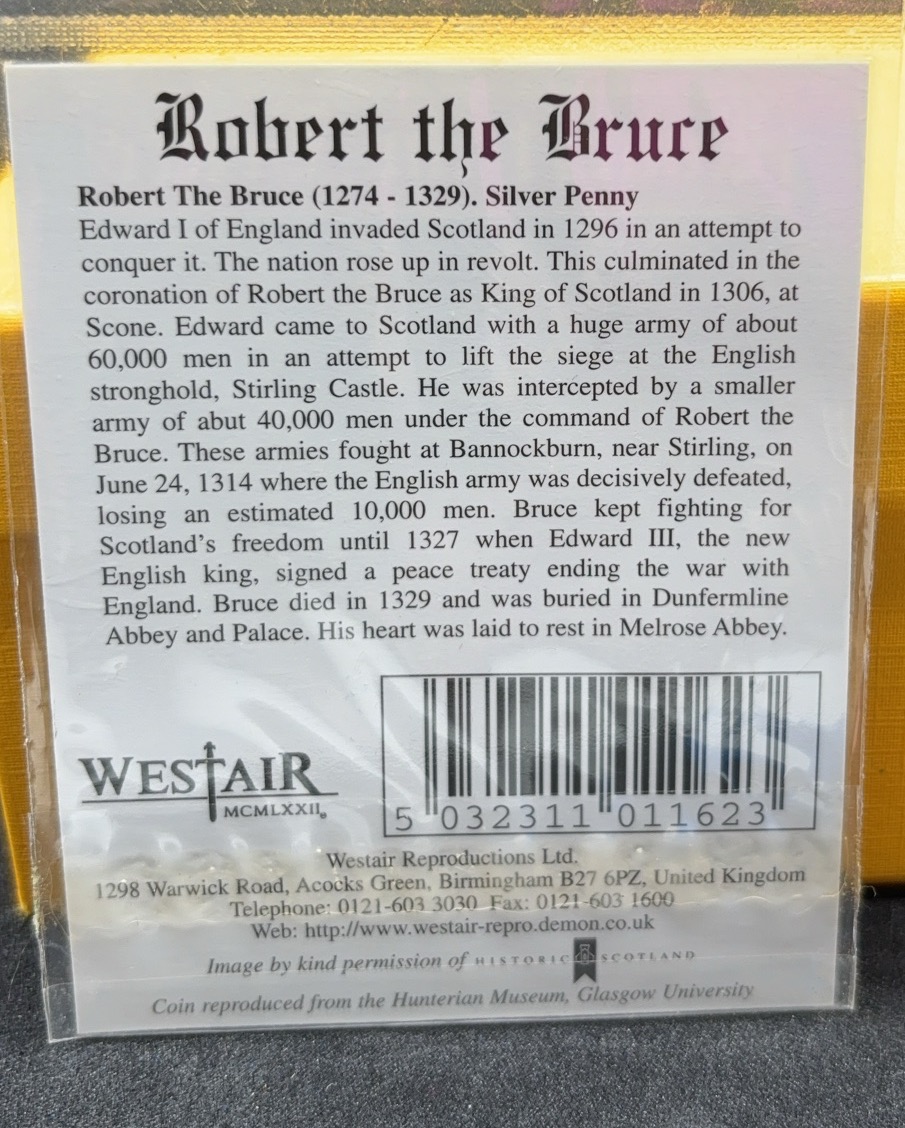 Robert the Bruce
Robert The Bruce (1274 - 1329). Silver Penny
Edward I of England invaded Scotland in 1296 in an attempt to
conquer it. The nation rose up in revolt. This culminated in the
coronation of Robert the Bruce as King of Scotland in 1306, at
Scone. Edward came to Scotland with a huge army of about
60,000 men in an attempt to lift the siege at the English
stronghold, Stirling Castle. He was intercepted by a smaller
army of abut 40,000 men under the command of Robert the
Bruce. These armies fought at Bannockburn, near Stirling, on
June 24, 1314 where the English army was decisively defeated,
losing an estimated 10,000 men. Bruce kept fighting for
Scotland's freedom until 1327 when Edward III, the new
English king, signed a peace treaty ending the war with
England. Bruce died in 1329 and was buried in Dunfermline
Abbey and Palace. His heart was laid to rest in Melrose Abbey.
WESTAIR
MCMLXXII
5 032311 011623
Westair Reproductions Ltd.
1298 Warwick Road, Acocks Green, Birmingham B27 6PZ, United Kingdom
Telephone: 0121-603 3030 Fax: 0121-603 1600
Web: http://www.westair-repro.demon.co.uk
Image by kind permission of HISTORIC SCOTLAND
Coin reproduced from the Hunterian Museum, Glasgow University